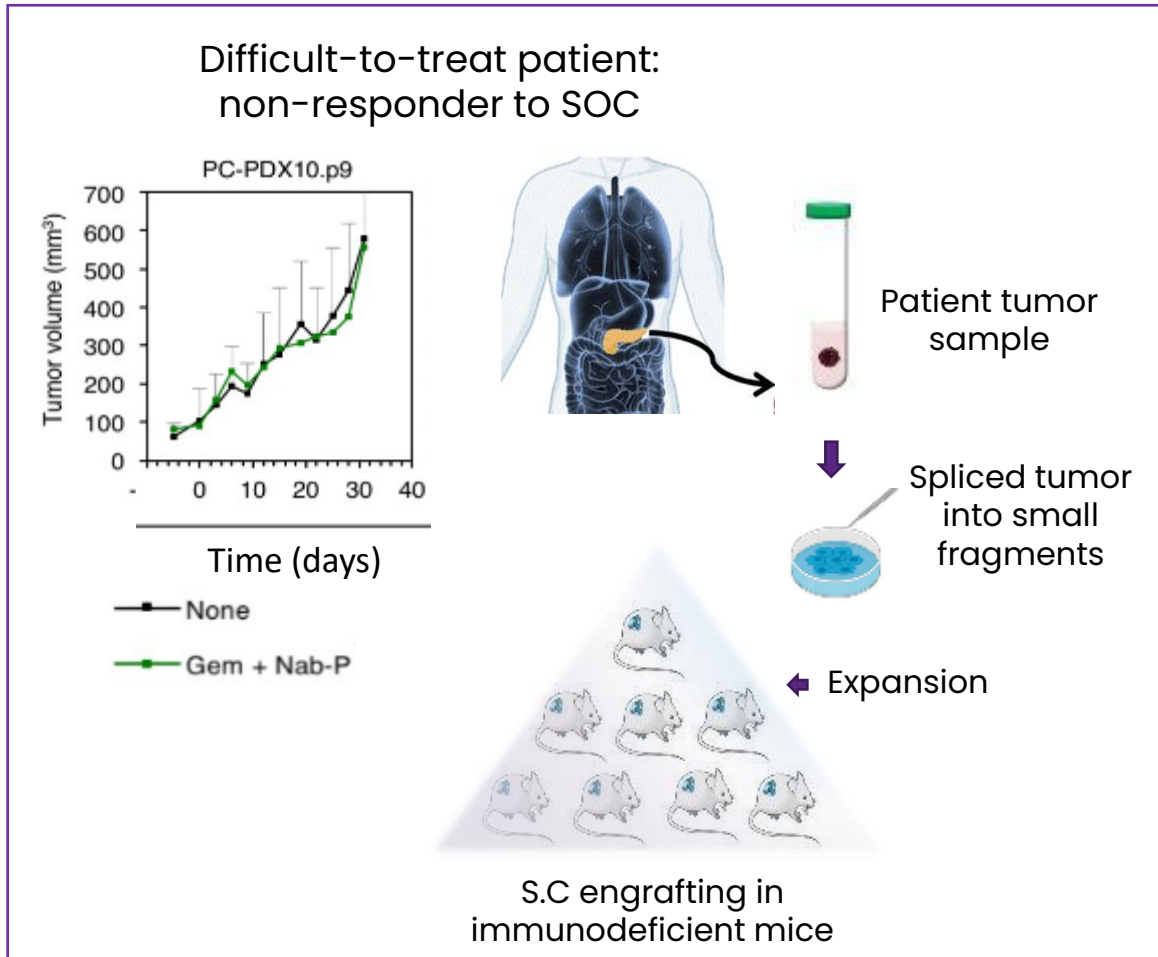 Difficult-to-treat patient:
non-responder to SOC
PC-PDX10.p9
Tumor volume (mm³)
700
600
500
400
300
200
100
0
-
0
10
20
30
40
Time (days)
None
Gem + Nab-P
Patient tumor
sample
Spliced tumor
into small
fragments
Expansion
S.C engrafting in
immunodeficient mice